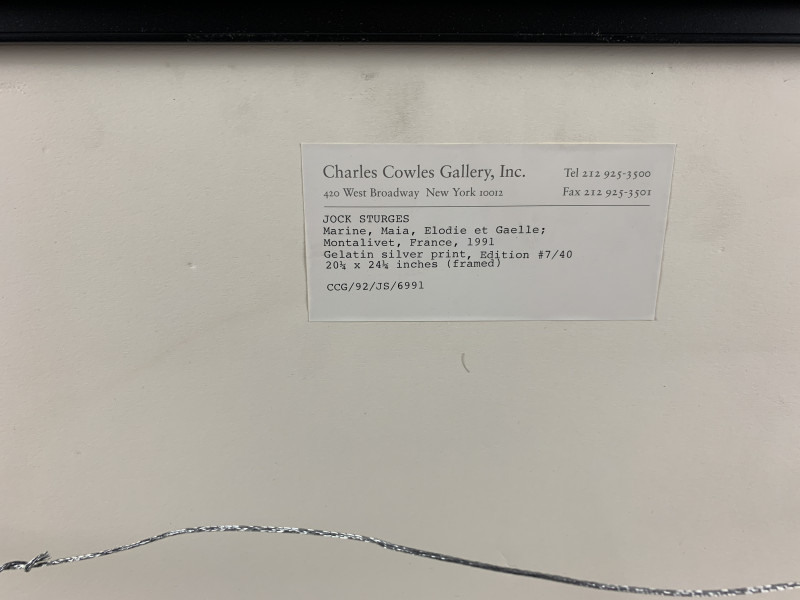 Charles Cowles Gallery, Inc. Tel 212 925-3500
420 West Broadway New York 10012 Fax 212 925-3501
JOCK STURGES
Marine, Maia, Elodie et Gaelle;
Montalivet, France, 1991
Gelatin silver print, Edition #7/40
20¼ x 24¼ inches (framed)
CCG/92/JS/6991